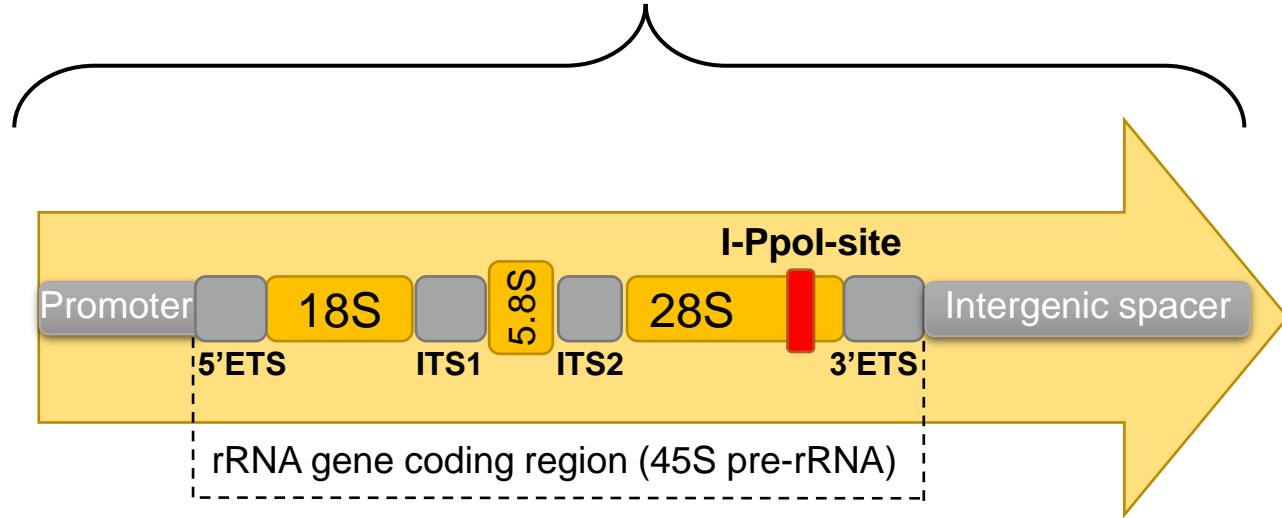 I-PpoI-site
Promoter
18S
5.8S
28S
Intergenic spacer
5’ETS
ITS1
ITS2
3’ETS
rRNA gene coding region (45S pre-rRNA)